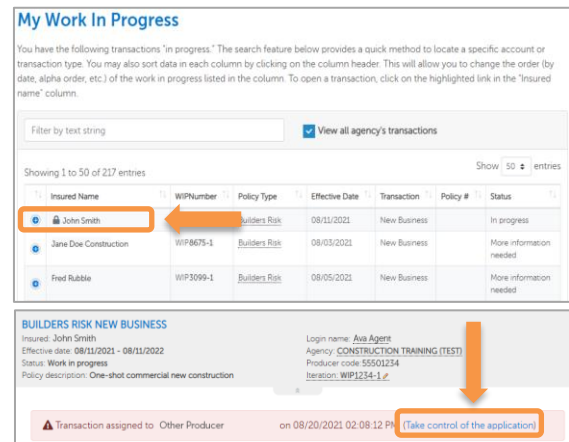 My Work In Progress
You have the following transactions "in progress." The search feature below provides a quick method to locate a specific account or
transaction type. You may also sort data in each column by clicking on the column header. This will allow you to change the order (by
date, alpha order, etc.) of the work in progress listed in the column. To open a transaction, click on the highlighted link in the "Insured
name" column.
Filter by text string
View all agency's transactions
Showing 1 to 50 of 217 entries
Show 50 entries
Insured Name WIPNumber Policy Type Effective Date Transaction Policy # Status
John Smith Builders Risk 08/11/2021 New Business In progress
Jane Doe Construction WIP8675-1 Builders Risk 08/03/2021 New Business More information
needed
Fred Rubble WIP3099-1 Builders Risk 08/05/2021 New Business More information
needed
BUILDERS RISK NEW BUSINESS
Insured: John Smith
Login name: Ava Agent
Effective date: 08/11/2021 - 08/11/2022
Agency: CONSTRUCTION TRAINING (TEST)
Status: Work in progress
Producer code: 55501234
Policy description: One-shot commercial new construction
Iteration: WIP1234-1
Transaction assigned to Other Producer on 08/20/2021 02:08:12 PM (Take control of the application)